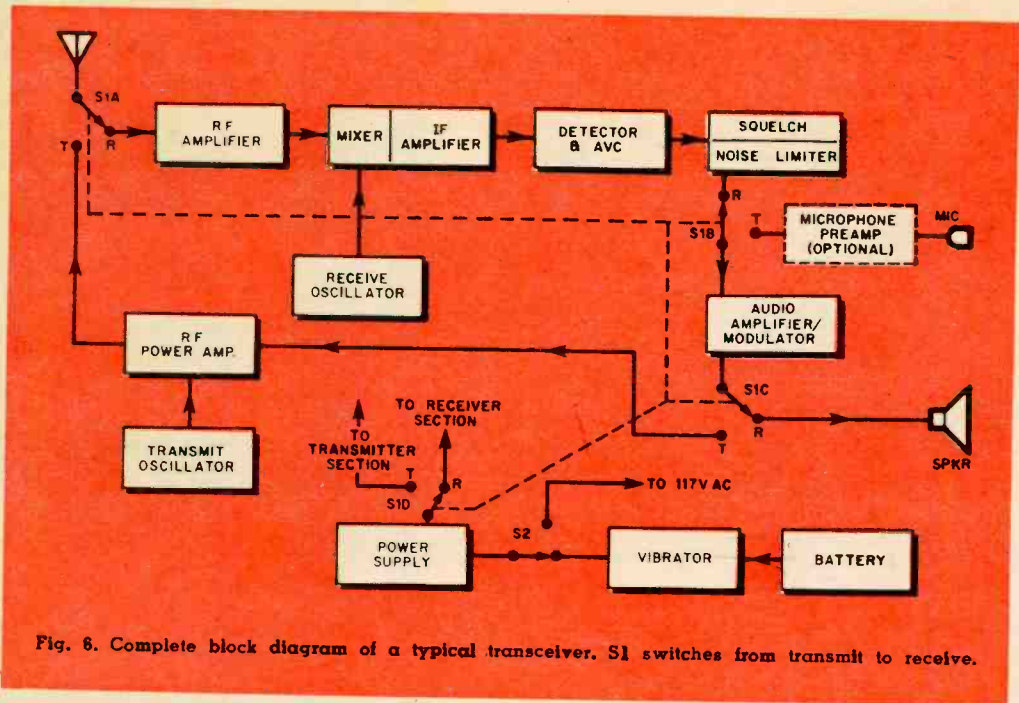 S1A
T
R
RF
AMPLIFIER
MIXER
IF
AMPLIFIER
DETECTOR
& AVC
SQUELCH
NOISE LIMITER
R
S1B
T
MICROPHONE
PREAMP
(OPTIONAL)
MIC
RECEIVE
OSCILLATOR
AUDIO
AMPLIFIER/
MODULATOR
RF
POWER AMP.
S1C
R
T
SPKR
TRANSMIT
OSCILLATOR
TO
TRANSMITTER
SECTION
TO RECEIVER
SECTION
T
R
S1D
TO 117V AC
S2
POWER
SUPPLY
VIBRATOR
BATTERY
Fig. 6. Complete block diagram of a typical transceiver. S1 switches from transmit to receive.